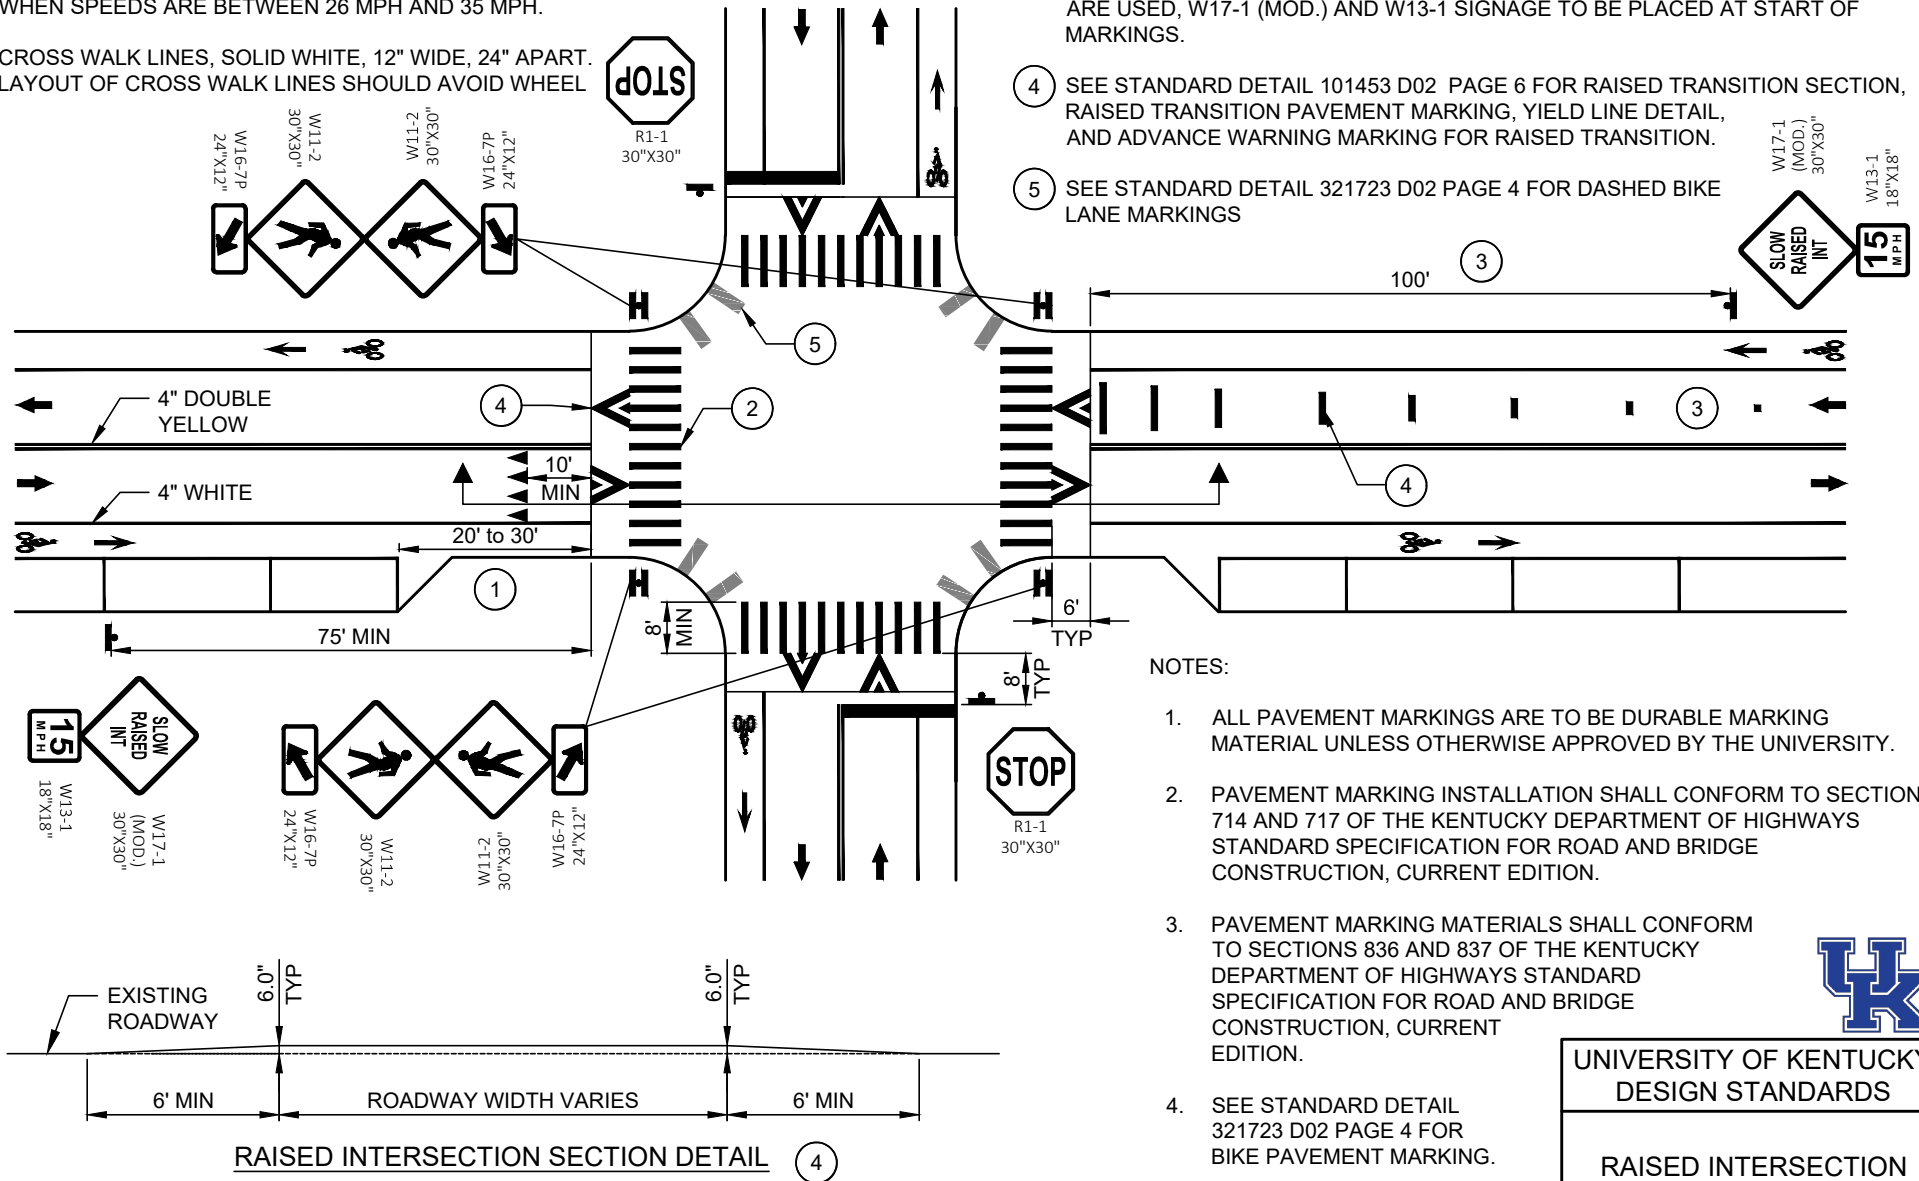 WHEN SPEEDS ARE BETWEEN 26 MPH AND 35 MPH.
CROSS WALK LINES, SOLID WHITE, 12" WIDE, 24" APART.
LAYOUT OF CROSS WALK LINES SHOULD AVOID WHEEL
ARE USED, W17-1 (MOD.) AND W13-1 SIGNAGE TO BE PLACED AT START OF
MARKINGS.
4 SEE STANDARD DETAIL 101453 D02 PAGE 6 FOR RAISED TRANSITION SECTION,
RAISED TRANSITION PAVEMENT MARKING, YIELD LINE DETAIL,
AND ADVANCE WARNING MARKING FOR RAISED TRANSITION.
5 SEE STANDARD DETAIL 321723 D02 PAGE 4 FOR DASHED BIKE
LANE MARKINGS
STOP
R1-1
30"X30"
W16-7P
24"X12"
W11-2
30"X30"
W11-2
30"X30"
W16-7P
24"X12"
W17-1
(MOD.)
30"X30"
W13-1
18"X18"
SLOW
RAISED
INT
15
MPH
3
100'
5
4" DOUBLE
YELLOW
4
2
3
10'
MIN
4
4" WHITE
20' to 30'
1
75' MIN
8'
MIN
6'
TYP
8'
TYP
SLOW
RAISED
INT
15
MPH
W13-1
18"X18"
W17-1
(MOD.)
30"X30"
W16-7P
24"X12"
W11-2
30"X30"
W11-2
30"X30"
W16-7P
24"X12"
STOP
R1-1
30"X30"
NOTES:
1. ALL PAVEMENT MARKINGS ARE TO BE DURABLE MARKING
MATERIAL UNLESS OTHERWISE APPROVED BY THE UNIVERSITY.
2. PAVEMENT MARKING INSTALLATION SHALL CONFORM TO SECTION
714 AND 717 OF THE KENTUCKY DEPARTMENT OF HIGHWAYS
STANDARD SPECIFICATION FOR ROAD AND BRIDGE
CONSTRUCTION, CURRENT EDITION.
3. PAVEMENT MARKING MATERIALS SHALL CONFORM
TO SECTIONS 836 AND 837 OF THE KENTUCKY
DEPARTMENT OF HIGHWAYS STANDARD
SPECIFICATION FOR ROAD AND BRIDGE
CONSTRUCTION, CURRENT
EDITION.
4. SEE STANDARD DETAIL
321723 D02 PAGE 4 FOR
BIKE PAVEMENT MARKING.
EXISTING
ROADWAY
6.0"
TYP
6.0"
TYP
6' MIN
ROADWAY WIDTH VARIES
6' MIN
RAISED INTERSECTION SECTION DETAIL 4
UK
UNIVERSITY OF KENTUCKY
DESIGN STANDARDS
RAISED INTERSECTION